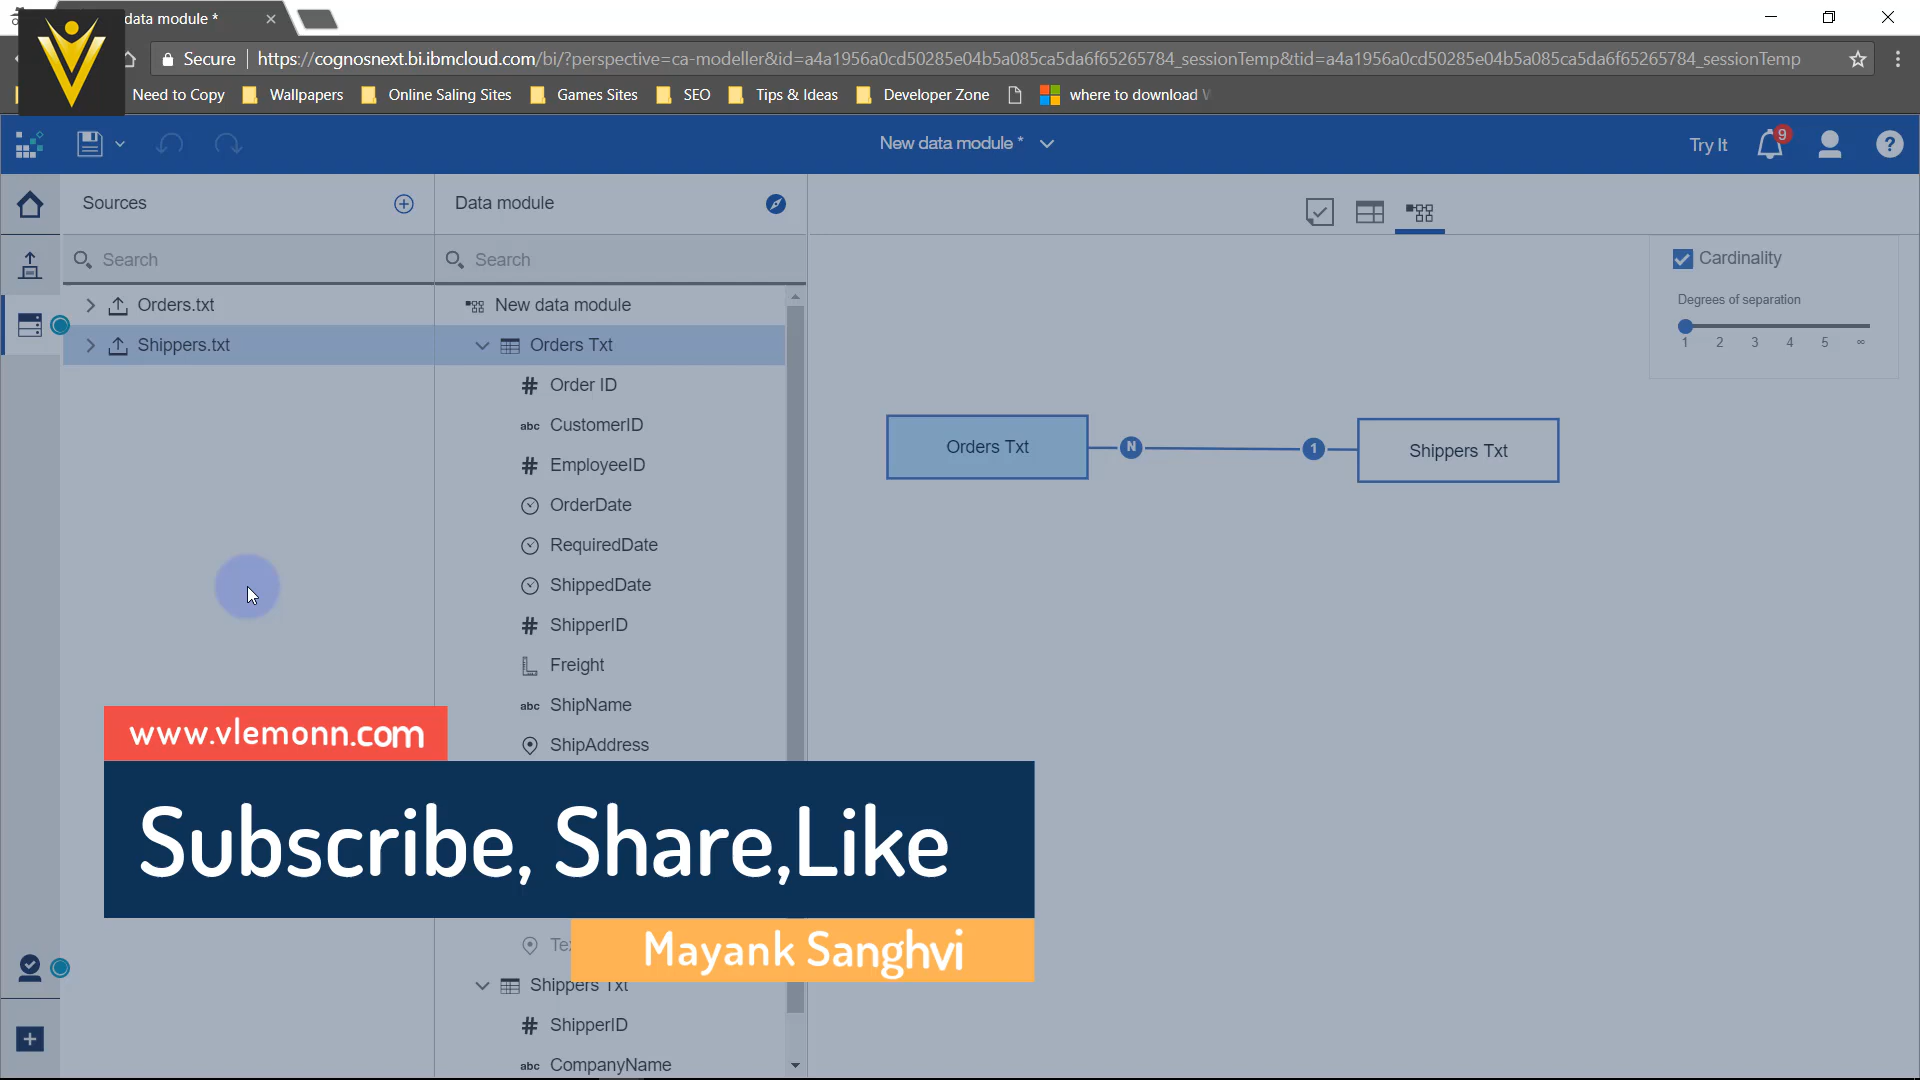 data module *
Secure https://cognosnext.bi.ibmcloud.com/bi/?perspective=ca-modeller&id=a4a1956a0cd50285e04b5a085ca5da6f65265784_sessionTemp&tid=a4a1956a0cd50285e04b5a085ca5da6f65265784_sessionTemp
Need to Copy Wallpapers Online Saling Sites Games Sites SEO Tips & Ideas Developer Zone where to download
New data module * Try It 9 ?
Sources Data module
Search Search
Cardinality
Degrees of separation
1 2 3 4 5 ∞
Orders.txt
Shippers.txt
New data module
Orders Txt
# Order ID
abc CustomerID
# EmployeeID
OrderDate
RequiredDate
ShippedDate
# ShipperID
Freight
abc ShipName
ShipAddress
Orders Txt N 1 Shippers Txt
www.vlemonn.com
Subscribe, Share,Like
Mayank Sanghvi
Shippers Txt
# ShipperID
abc CompanyName